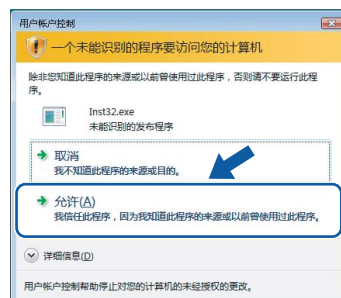 用户帐户控制
一个未能识别的程序要访问您的计算机
除非您知道此程序的来源或以前曾使用过此程序，否则请不要运行此程
序。
Inst32.exe
未能识别的发布程序
取消
我不知道此程序的来源或目的。
允许(A)
我信任此程序，因为我知道此程序的来源或以前曾使用过此程序。
详细信息(D)
用户帐户控制帮助停止对您的计算机的未经授权的更改。